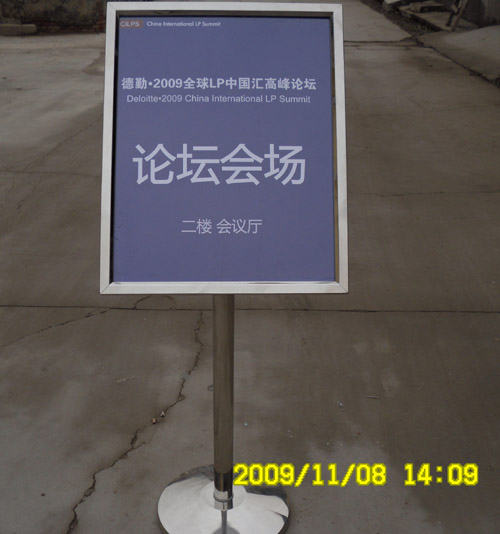 CILPS China International LP Summit
德勤•2009全球LP中国汇高峰论坛
Deloitte•2009 China International LP Summit
论坛会场
二楼 会议厅
2009/11/08 14:09